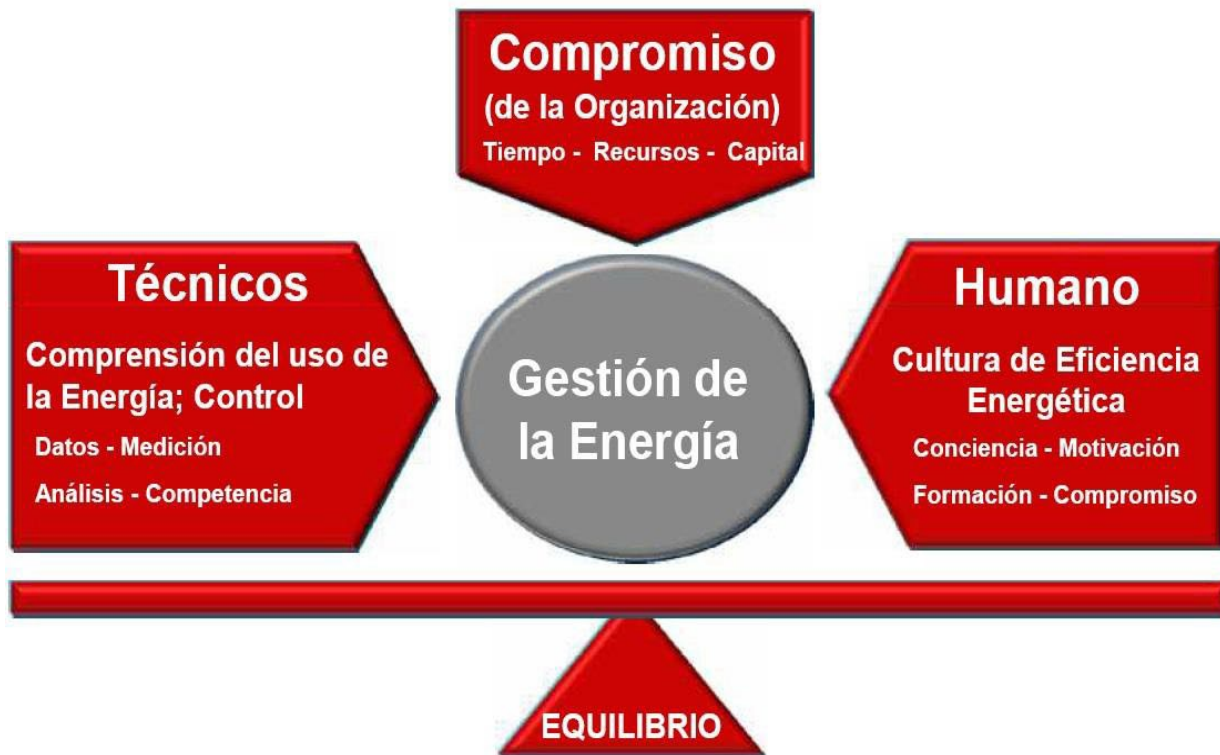 Compromiso
(de la Organización)
Tiempo - Recursos - Capital
Técnicos
Comprensión del uso de
la Energía; Control
Datos - Medición
Análisis - Competencia
Gestión de
la Energía
Humano
Cultura de Eficiencia
Energética
Conciencia - Motivación
Formación - Compromiso
EQUILIBRIO